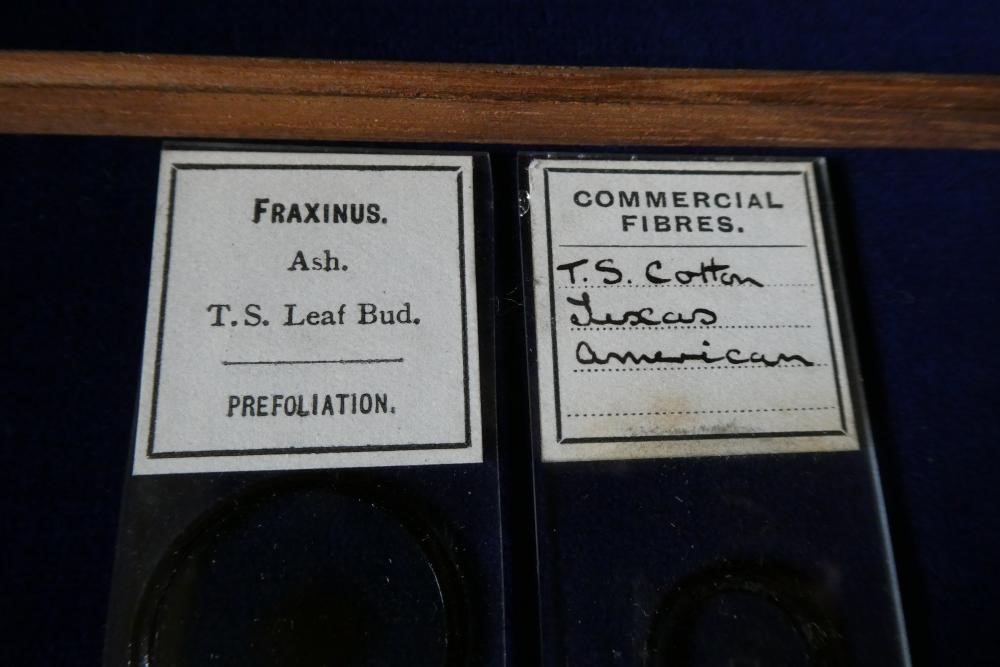 FRAXINUS.
Ash.
T.S. Leaf Bud.
PREFOLIATION.
COMMERCIAL
FIBRES.
T.S. Cotton
Texas
American